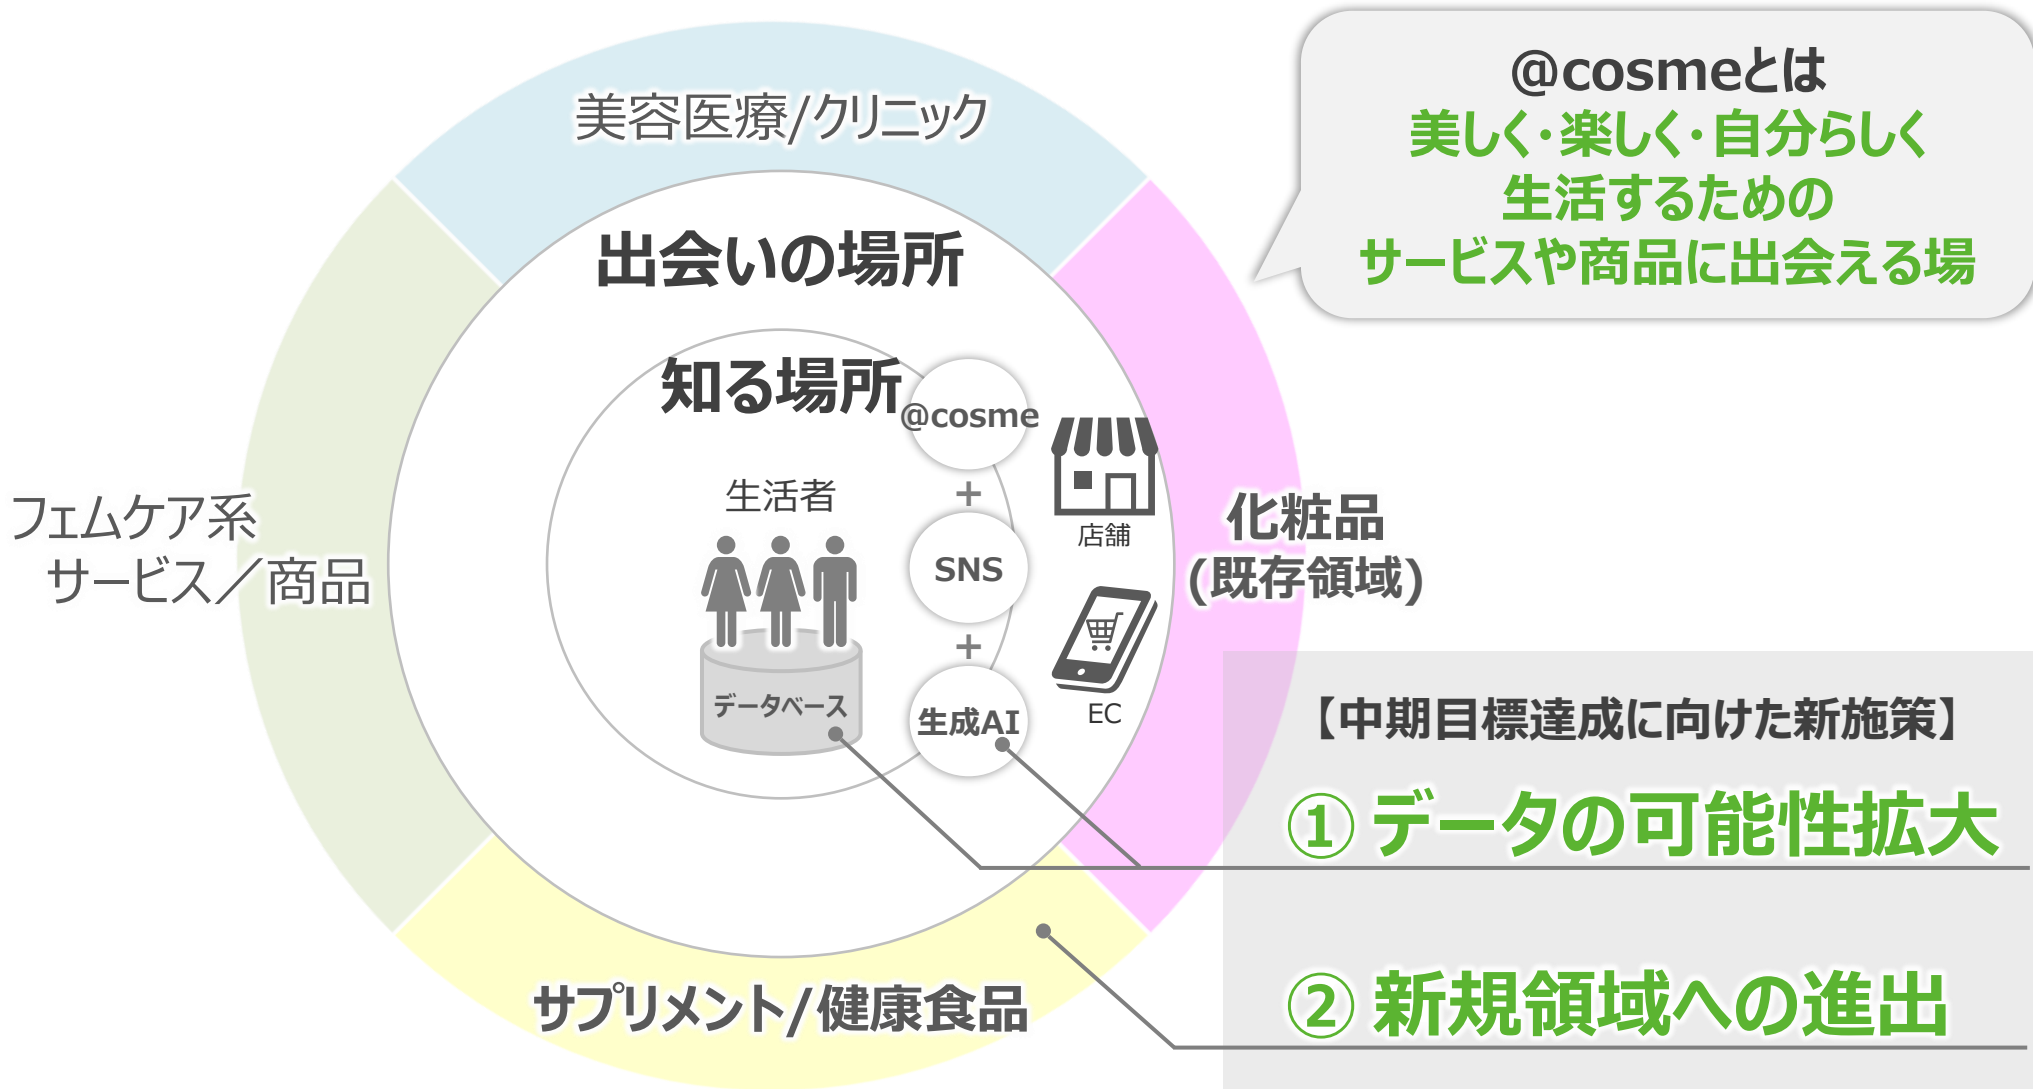 @cosmeとは
美しく・楽しく・自分らしく
生活するための
サービスや商品に出会える場
美容医療/クリニック
出会いの場所
知る場所
@cosme
+
SNS
+
生成AI
生活者
データベース
店舗
EC
フェムケア系
サービス／商品
化粧品
(既存領域)
サプリメント/健康食品
【中期目標達成に向けた新施策】
① データの可能性拡大
② 新規領域への進出